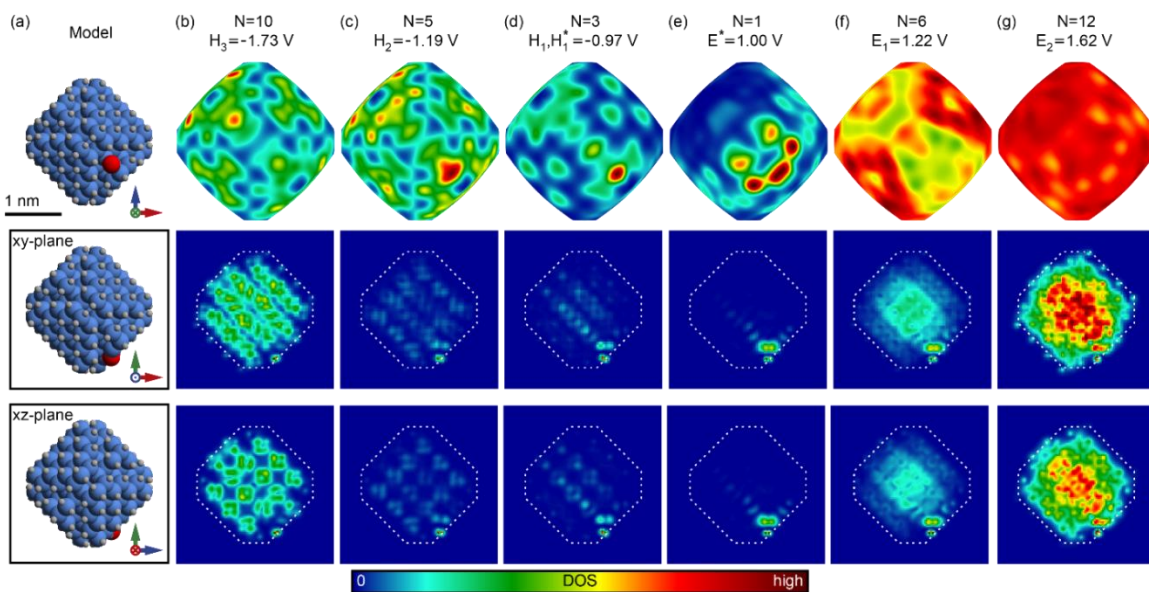 (a) Model
(b) N=10
H₃=-1.73 V
(c) N=5
H₂=-1.19 V
(d) N=3
H₁,H₁*=-0.97 V
(e) N=1
E*=1.00 V
(f) N=6
E₁=1.22 V
(g) N=12
E₂=1.62 V
1 nm
xy-plane
xz-plane
0 DOS high